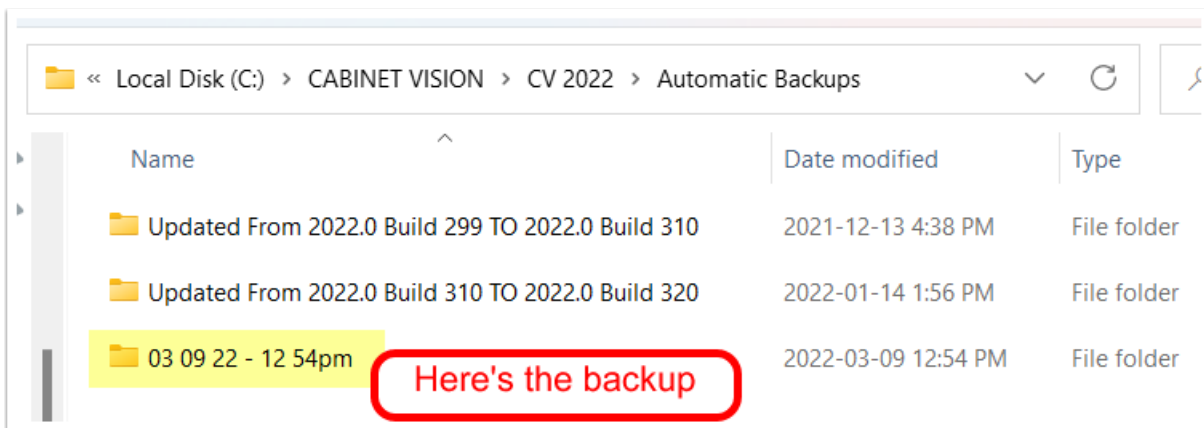 « Local Disk (C:) > CABINET VISION > CV 2022 > Automatic Backups
Name Date modified Type
Updated From 2022.0 Build 299 TO 2022.0 Build 310 2021-12-13 4:38 PM File folder
Updated From 2022.0 Build 310 TO 2022.0 Build 320 2022-01-14 1:56 PM File folder
03 09 22 - 12 54pm 2022-03-09 12:54 PM File folder
Here's the backup